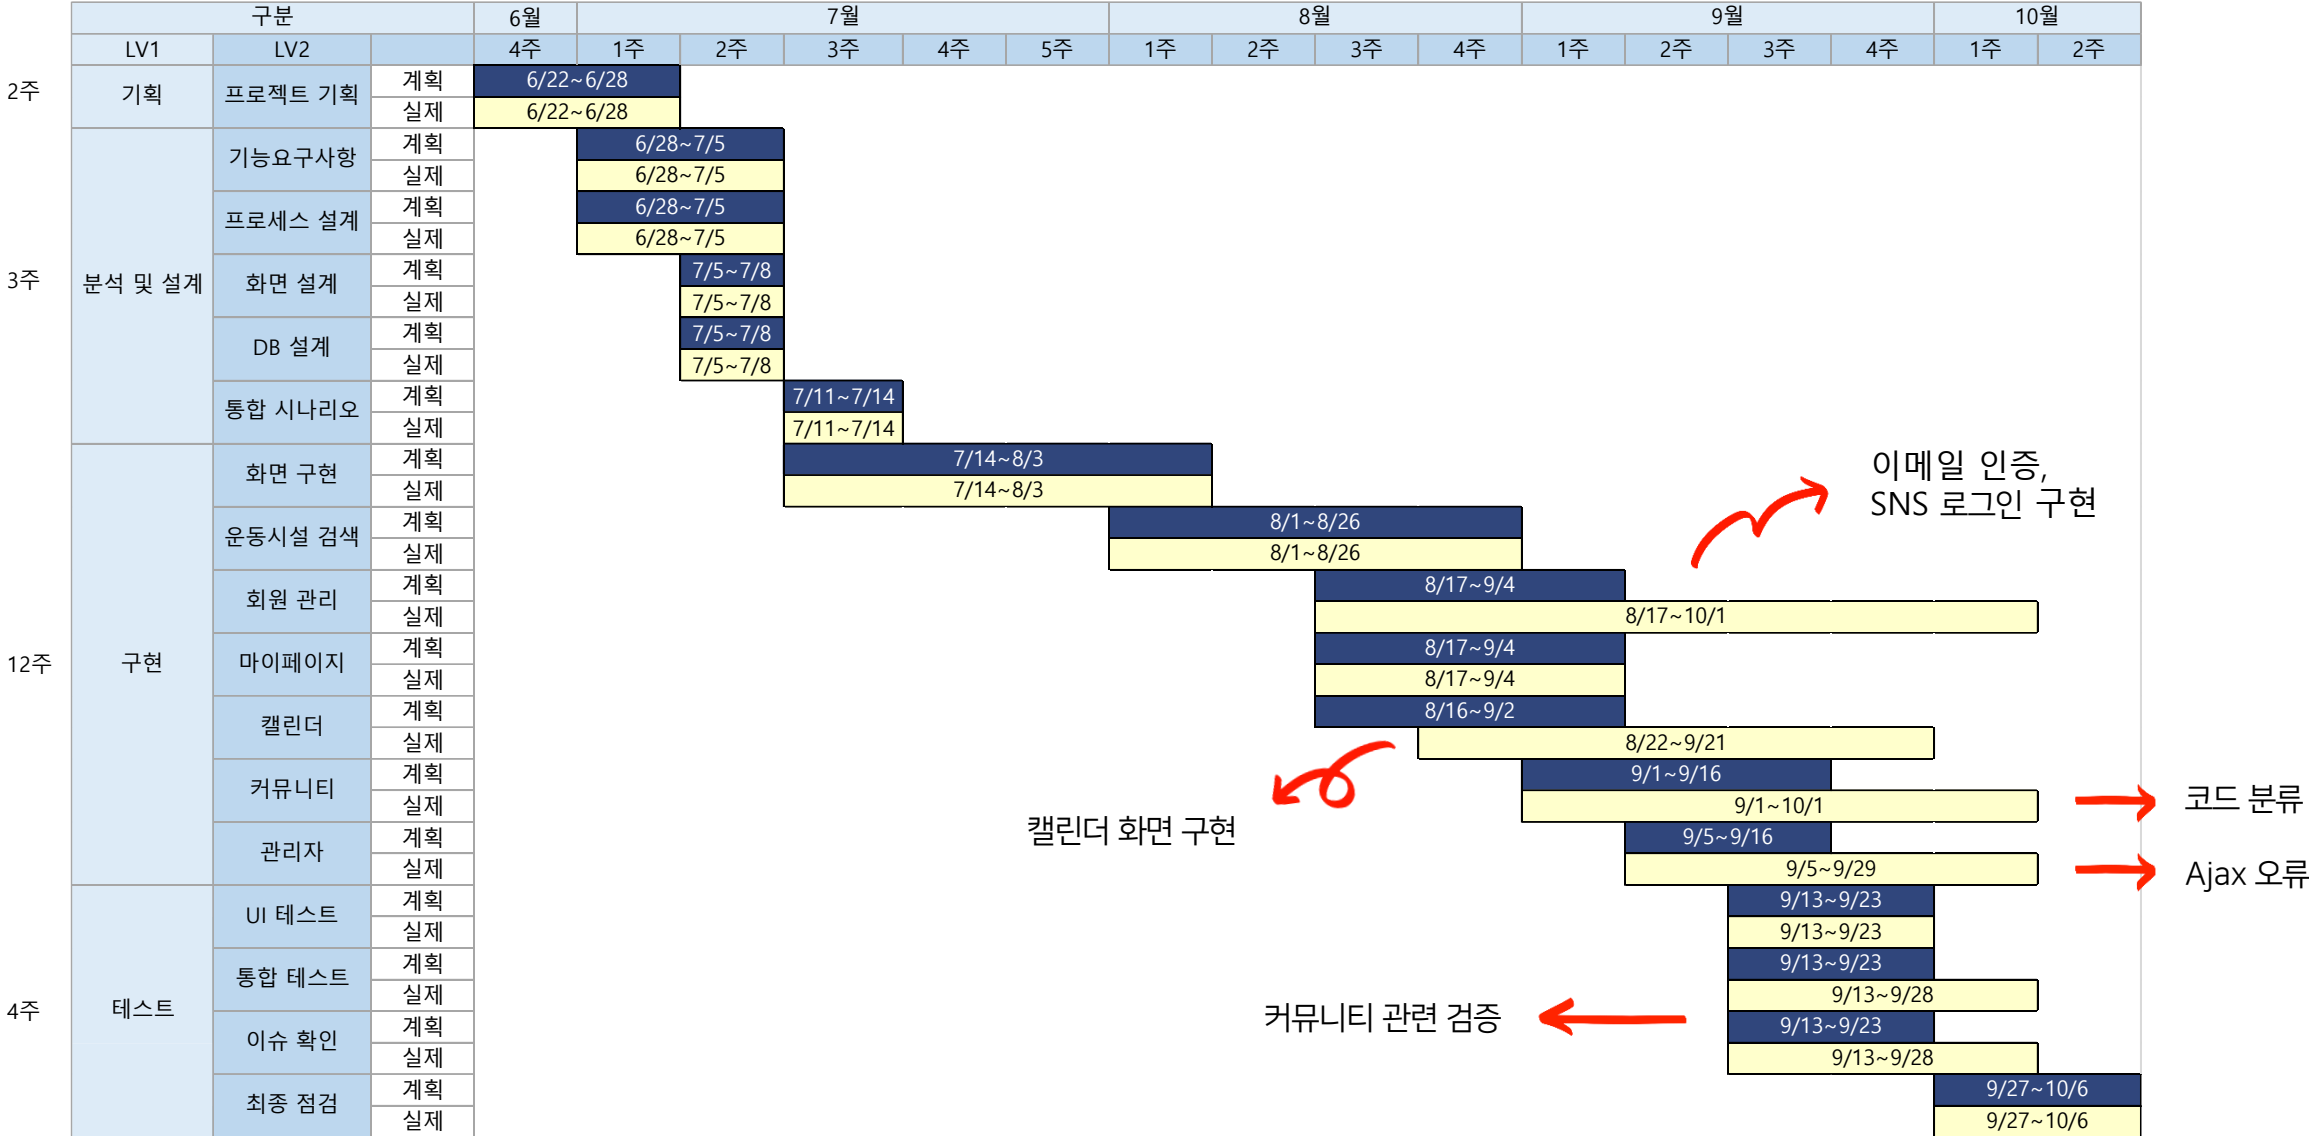 구분 6월 7월 8월 9월 10월
LV1 LV2 4주 1주 2주 3주 4주 5주 1주 2주 3주 4주 1주 2주 3주 4주 1주 2주
2주 기획 프로젝트 기획 계획 6/22~6/28
실제 6/22~6/28
3주 분석 및 설계 기능요구사항 계획 6/28~7/5
실제 6/28~7/5
프로세스 설계 계획 6/28~7/5
실제 6/28~7/5
화면 설계 계획 7/5~7/8
실제 7/5~7/8
DB 설계 계획 7/5~7/8
실제 7/5~7/8
통합 시나리오 계획 7/11~7/14
실제 7/11~7/14
12주 구현 화면 구현 계획 7/14~8/3
실제 7/14~8/3
운동시설 검색 계획 8/1~8/26
실제 8/1~8/26
이메일 인증,
SNS 로그인 구현
회원 관리 계획 8/17~9/4
실제 8/17~10/1
마이페이지 계획 8/17~9/4
실제 8/17~9/4
캘린더 계획 8/16~9/2
실제 8/22~9/21
캘린더 화면 구현
커뮤니티 계획 9/1~9/16
실제 9/1~10/1
코드 분류
관리자 계획 9/5~9/16
실제 9/5~9/29
Ajax 오류
4주 테스트 UI 테스트 계획 9/13~9/23
실제 9/13~9/23
통합 테스트 계획 9/13~9/23
실제 9/13~9/28
커뮤니티 관련 검증
이슈 확인 계획 9/13~9/23
실제 9/13~9/28
최종 점검 계획 9/27~10/6
실제 9/27~10/6